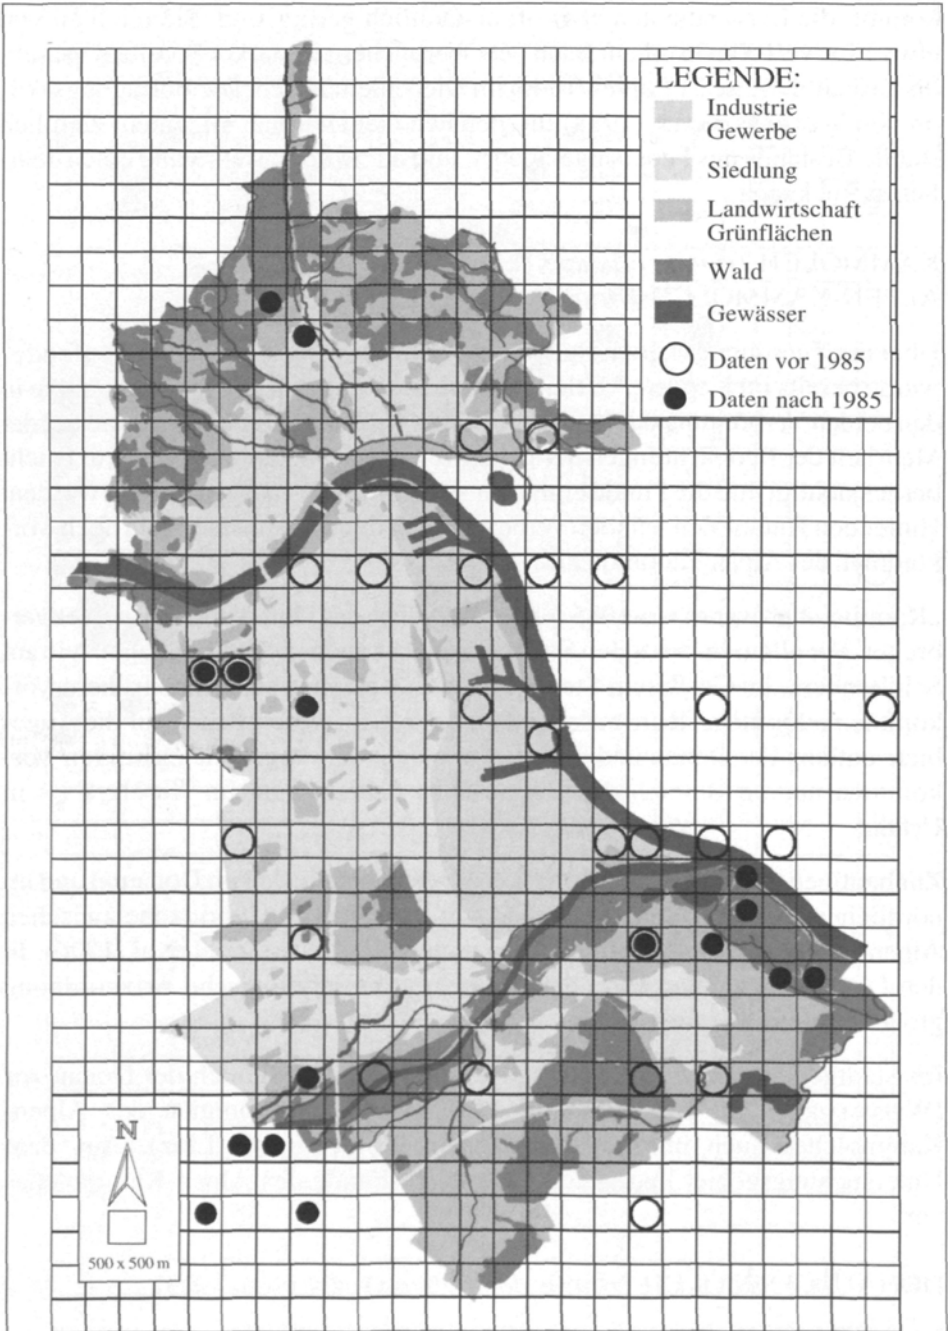 LEGENDE:
Industrie
Gewerbe
Siedlung
Landwirtschaft
Grünflächen
Wald
Gewässer
Daten vor 1985
Daten nach 1985
N
500 x 500 m